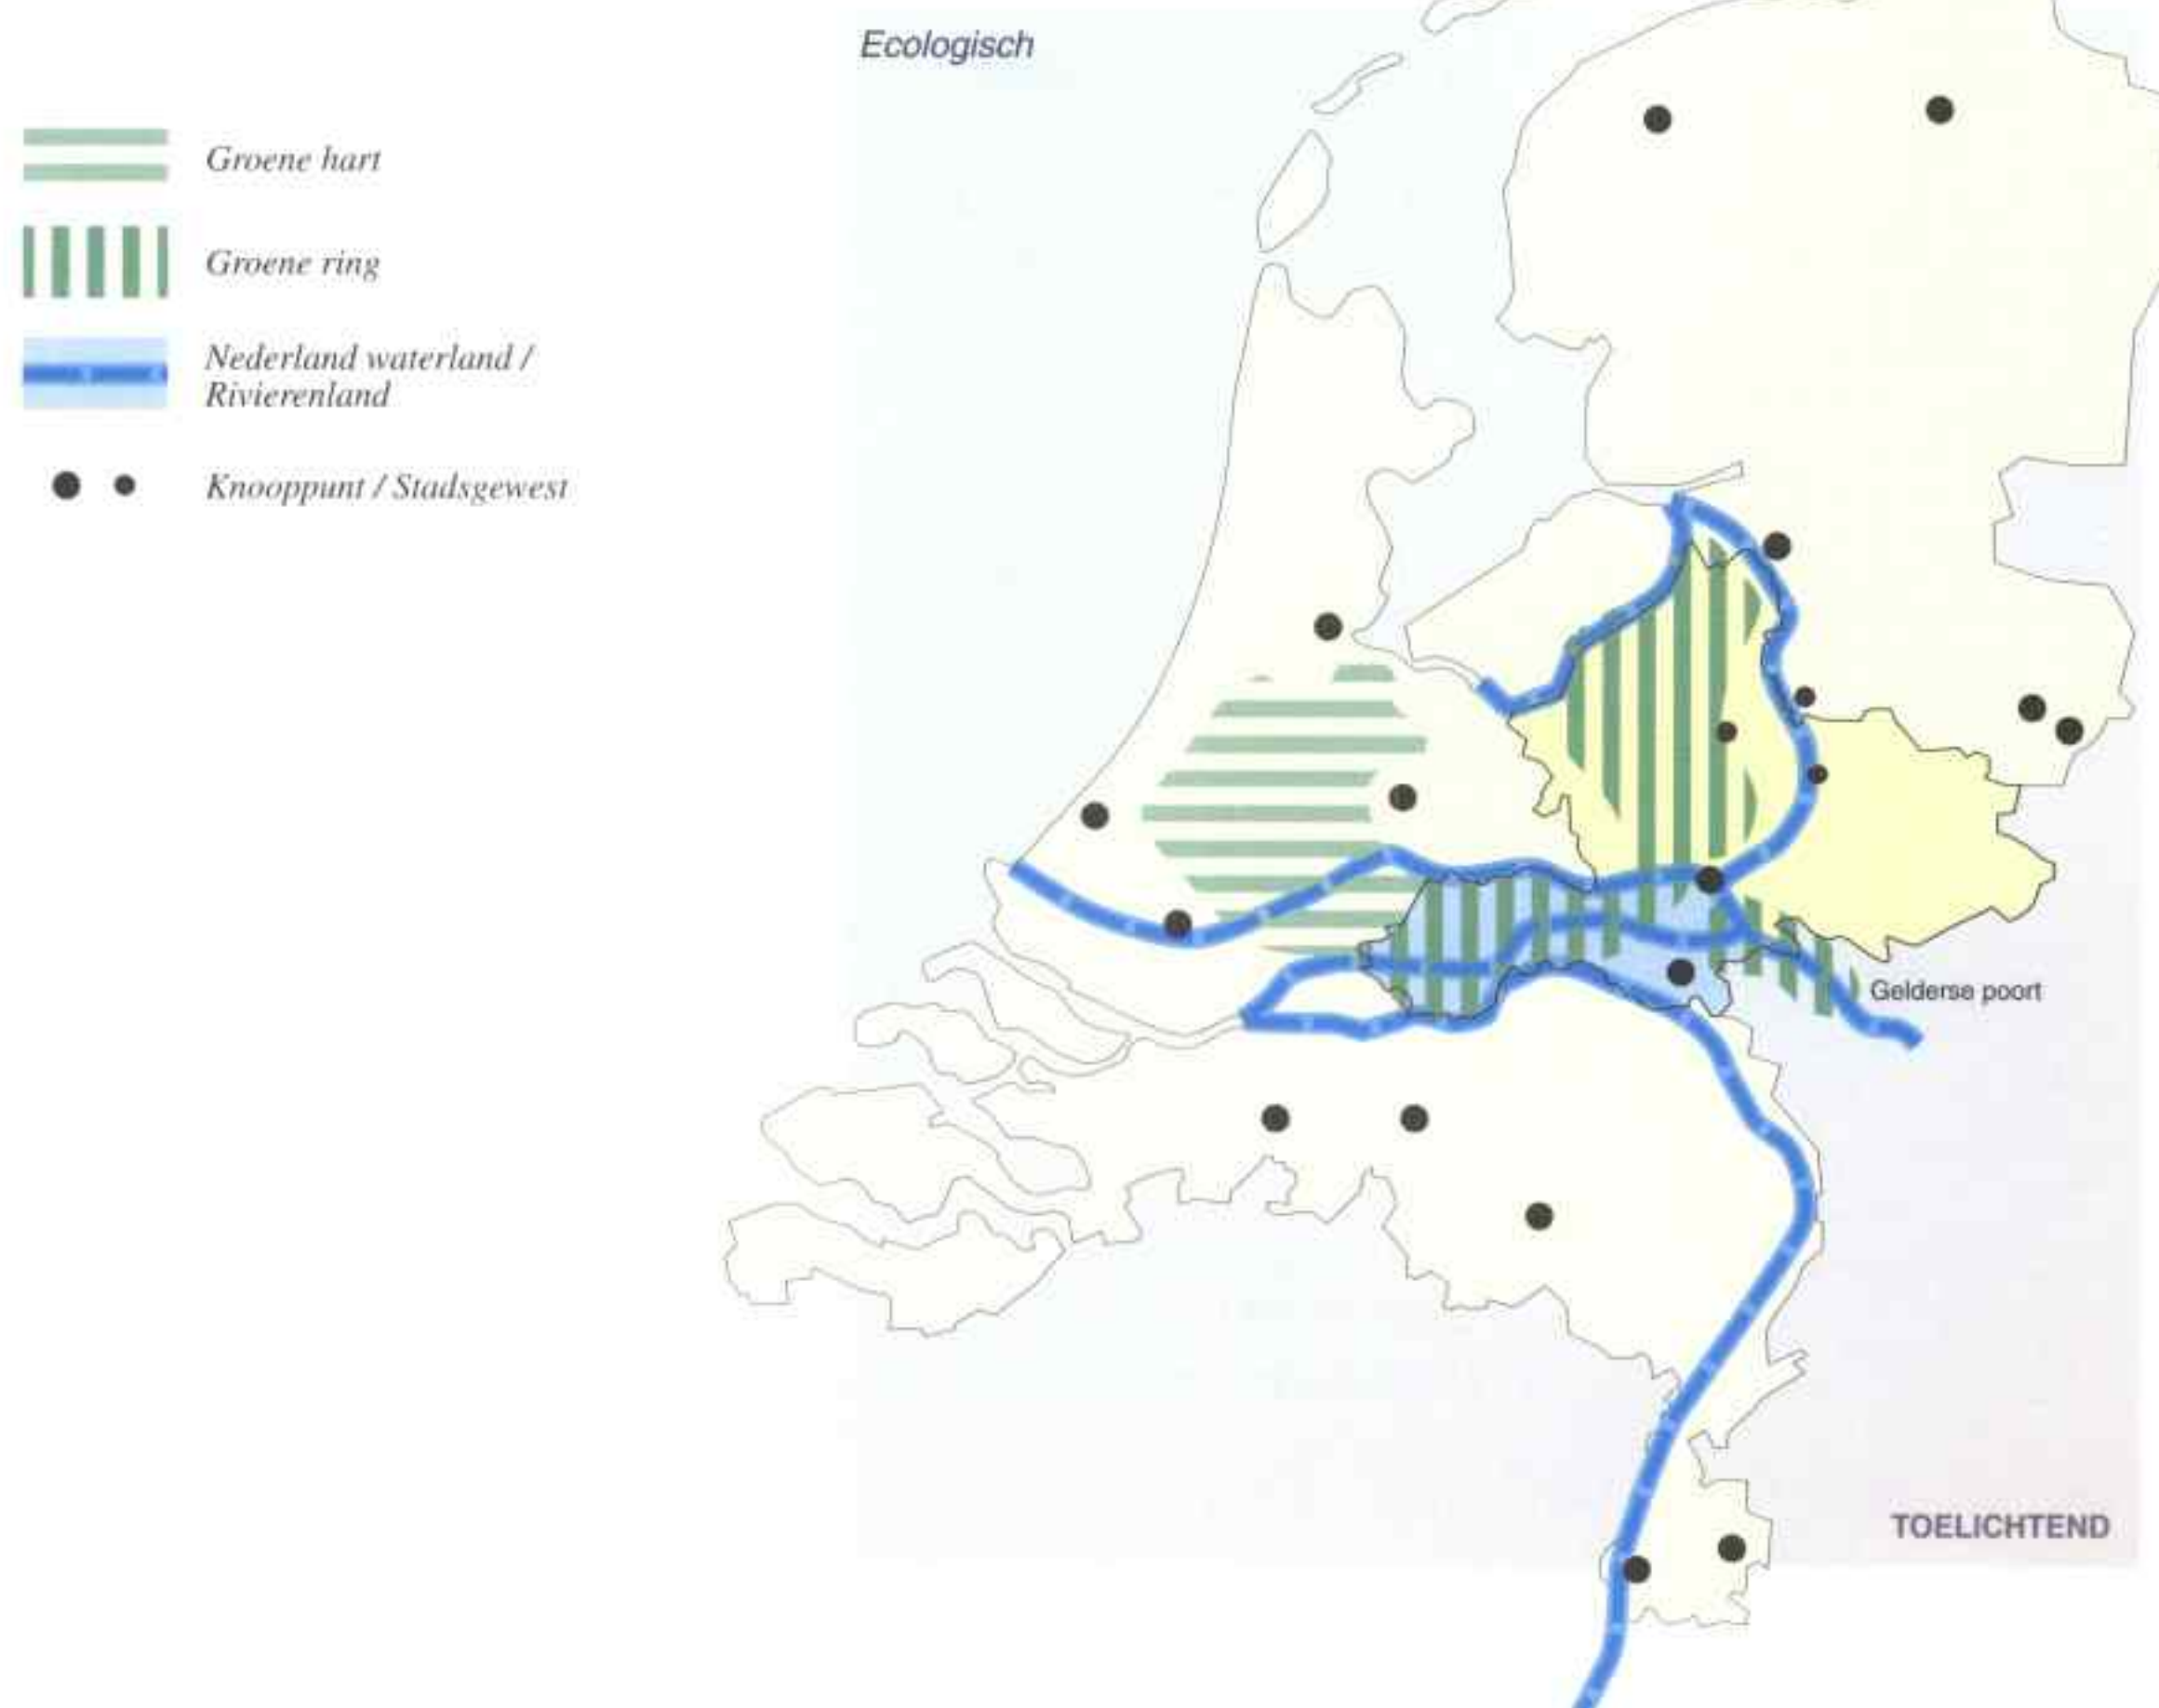 Ecologisch
Groene hart
Groene ring
Nederland waterland /
Rivierenland
Knooppunt / Stadsgewest
Gelderse poort
TOELICHTEND